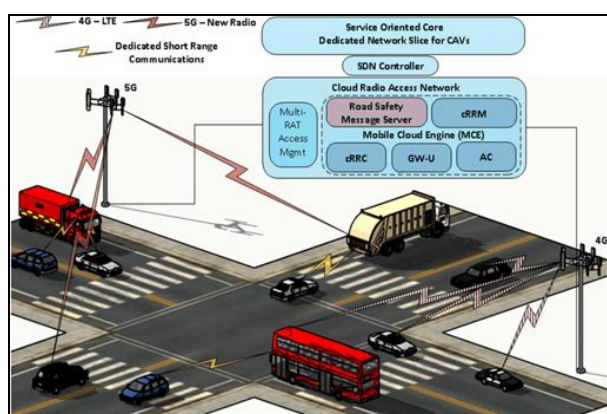 4G – LTE
5G – New Radio
Dedicated Short Range
Communications
Service Oriented Core
Dedicated Network Slice for CAVs
SDN Controller
Cloud Radio Access Network
Multi-
RAT
Access
Mgmt
Road Safety
Message Server
cRRM
Mobile Cloud Engine (MCE)
cRRC
GW-U
AC
5G
4G